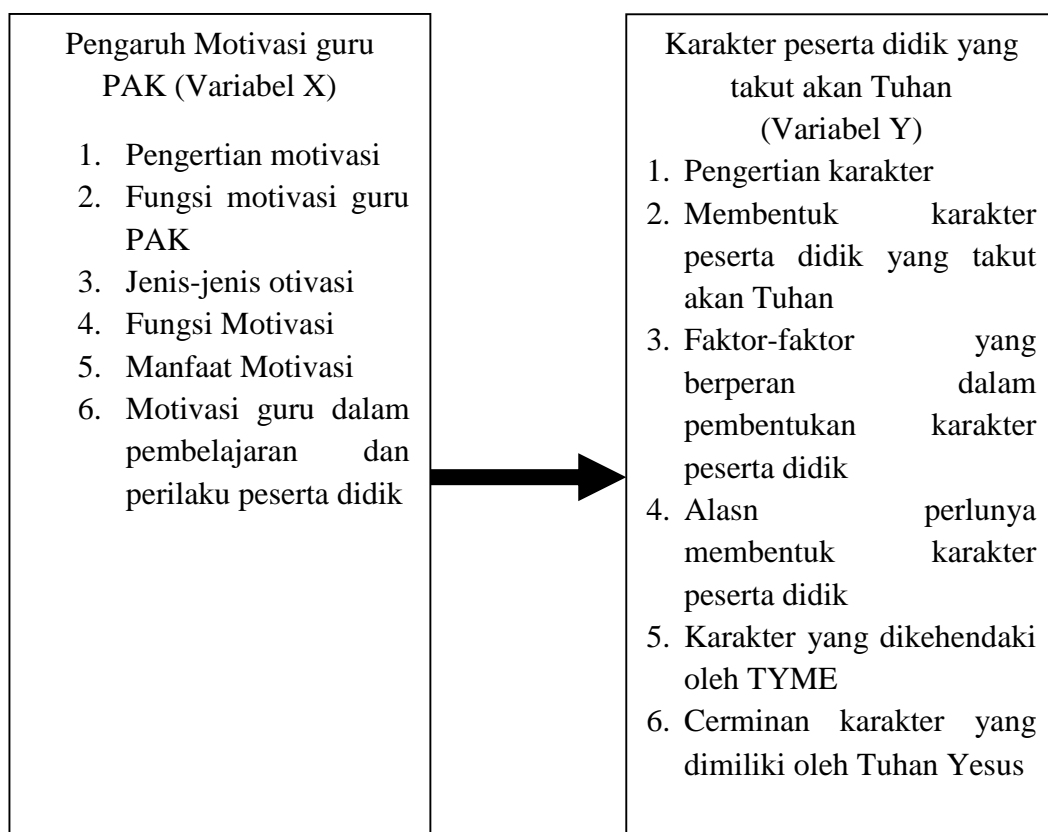 Pengaruh Motivasi guru
PAK (Variabel X)
1. Pengertian motivasi
2. Fungsi motivasi guru
PAK
3. Jenis-jenis otivasi
4. Fungsi Motivasi
5. Manfaat Motivasi
6. Motivasi guru dalam
pembelajaran dan
perilaku peserta didik
Karakter peserta didik yang
takut akan Tuhan
(Variabel Y)
1. Pengertian karakter
2. Membentuk karakter
peserta didik yang takut
akan Tuhan
3. Faktor-faktor yang
berperan dalam
pembentukan karakter
peserta didik
4. Alasn perlunya
membentuk karakter
peserta didik
5. Karakter yang dikehendaki
oleh TYME
6. Cerminan karakter yang
dimiliki oleh Tuhan Yesus